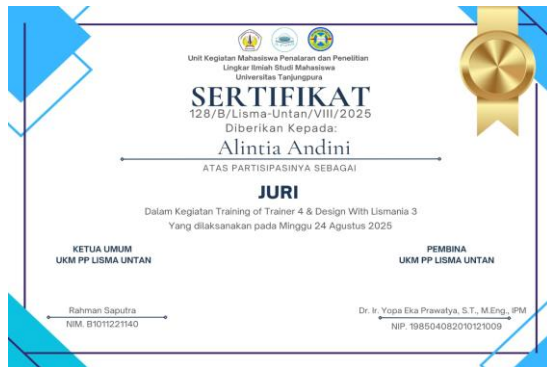 Unit Kegiatan Mahasiswa Penalaran dan Penelitian
Lingkar Ilmiah Studi Mahasiswa
Universitas Tanjungpura
SERTIFIKAT
128/B/Lisma-Untan/VIII/2025
Diberikan Kepada:
Alintia Andini
ATAS PARTISIPASINYA SEBAGAI
JURI
Dalam Kegiatan Training of Trainer 4 & Design With Lismania 3
Yang dilaksanakan pada Minggu 24 Agustus 2025
KETUA UMUM
UKM PP LISMA UNTAN
Rahman Saputra
NIM. B1011221140
PEMBINA
UKM PP LISMA UNTAN
Dr. Ir. Yopa Eka Prawatya, S.T., M.Eng., IPM
NIP. 198504082010121009